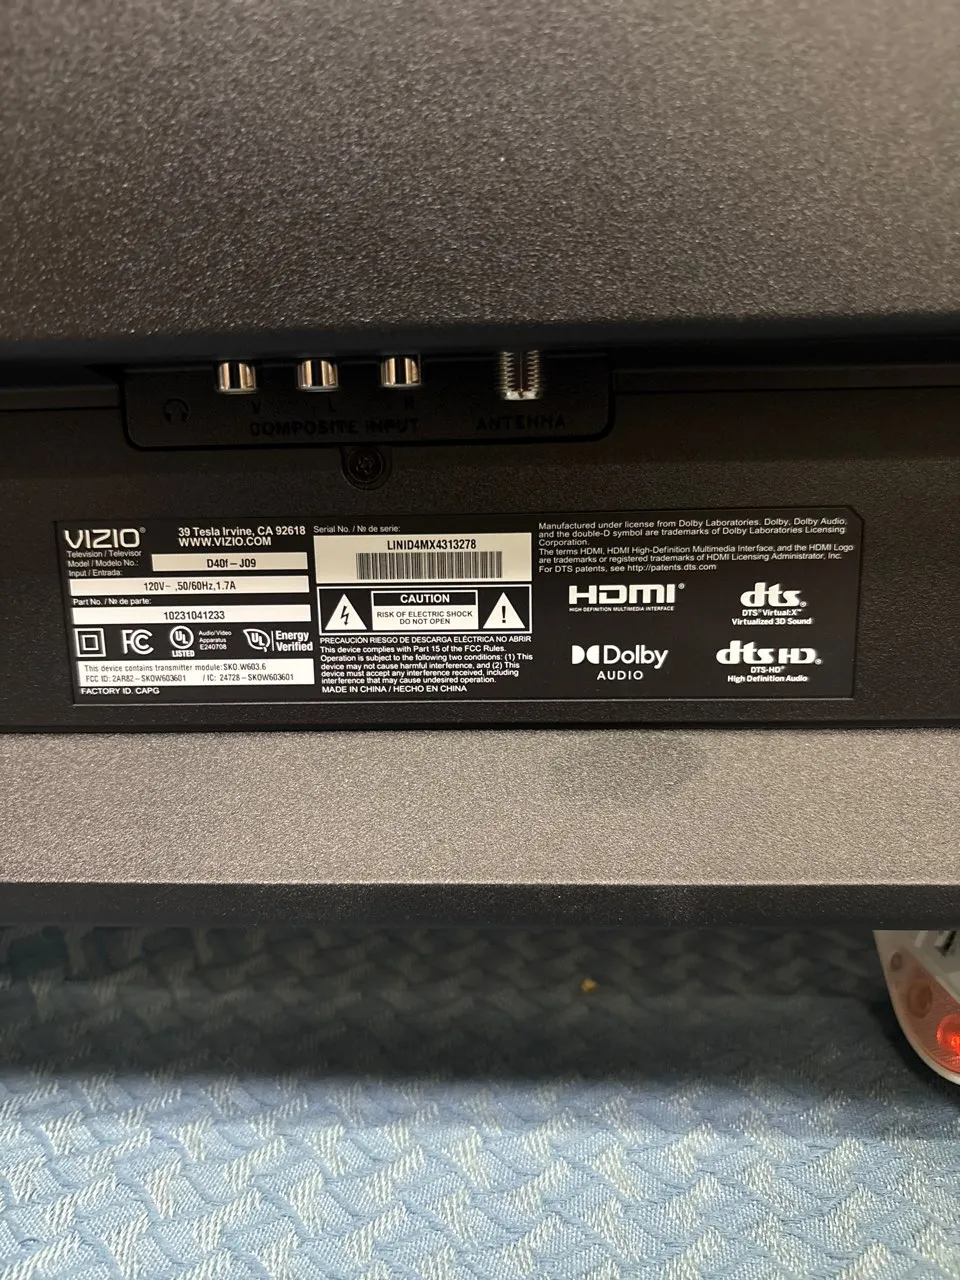 V L R
COMPOSITE INPUT
ANTENNA
VIZIO®
39 Tesla Irvine, CA 92618
WWW.VIZIO.COM
Television / Televisor
Model / Modelo No.:
D40f-J09
Input / Entrada:
120V~ ,50/60Hz,1.7A
Part No. / № de parte:
10231041233
FC
UL
LISTED
Audio/Video
Apparatus
E240708
UL
Energy
Verified
This device contains transmitter module:SKO.W603.6
FCC ID: 2AR82-SKOW603601 / IC: 24728-SKOW603601
FACTORY ID. CAPG
Serial No. / № de serie:
LINID4MX4313278
CAUTION
RISK OF ELECTRIC SHOCK
DO NOT OPEN
PRECAUCIÓN RIESGO DE DESCARGA ELÉCTRICA NO ABRIR
This device complies with Part 15 of the FCC Rules.
Operation is subject to the following two conditions: (1) This
device may not cause harmful interference, and (2) This
device must accept any interference received, including
interference that may cause undesired operation.
MADE IN CHINA / HECHO EN CHINA
Manufactured under license from Dolby Laboratories. Dolby, Dolby Audio,
and the double-D symbol are trademarks of Dolby Laboratories Licensing
Corporation.
The terms HDMI, HDMI High-Definition Multimedia Interface, and the HDMI Logo
are trademarks or registered trademarks of HDMI Licensing Administrator, Inc.
For DTS patents, see http://patents.dts.com
HDMI®
HIGH DEFINITION MULTIMEDIA INTERFACE
dts®
DTS® Virtual:X™
Virtualized 3D Sound
Dolby
AUDIO
dts HD®
DTS-HD®
High Definition Audio